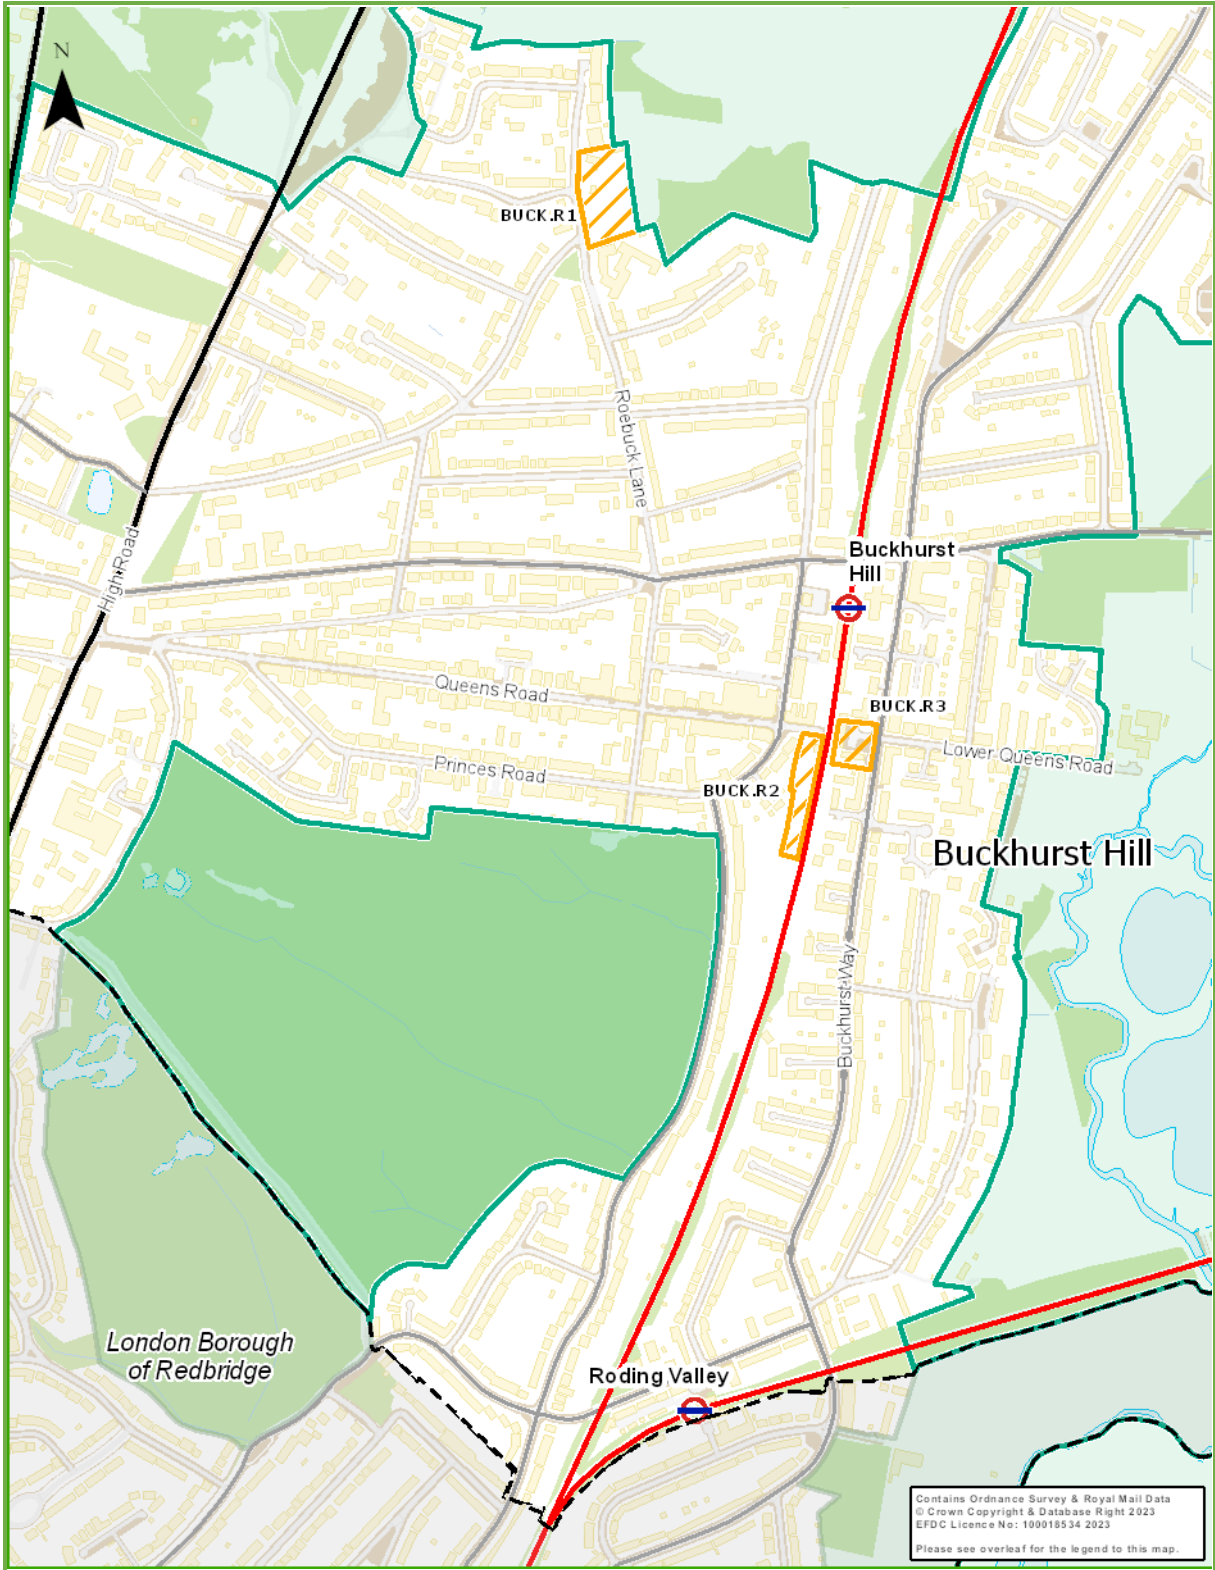 N
BUCK.R1
Roebuck Lane
High Road
Buckhurst
Hill
Queens Road
BUCK.R3
Lower Queens Road
Princes Road
BUCK.R2
Buckhurst Hill
Buckhurst Way
London Borough
of Redbridge
Roding Valley
Contains Ordnance Survey & Royal Mail Data
© Crown Copyright & Database Right 2023
EFDC Licence No: 100018534 2023
Please see overleaf for the legend to this map.